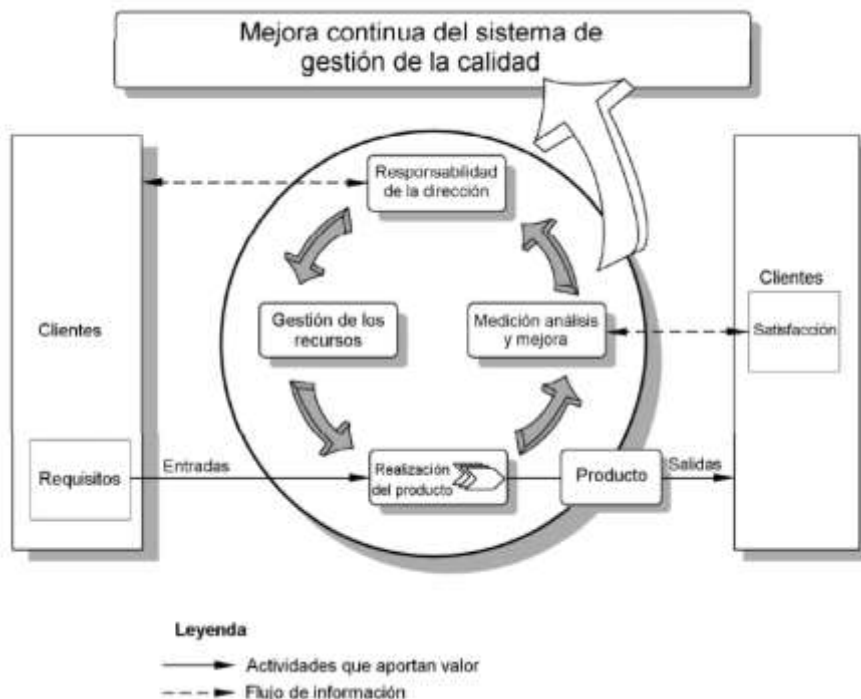 Mejora continua del sistema de
gestión de la calidad
Responsabilidad
de la dirección
Clientes
Gestión de los
recursos
Medición análisis
y mejora
Clientes
Satisfacción
Requisitos
Entradas
Realización
del producto
Producto
Salidas
Leyenda
Actividades que aportan valor
Flujo de información